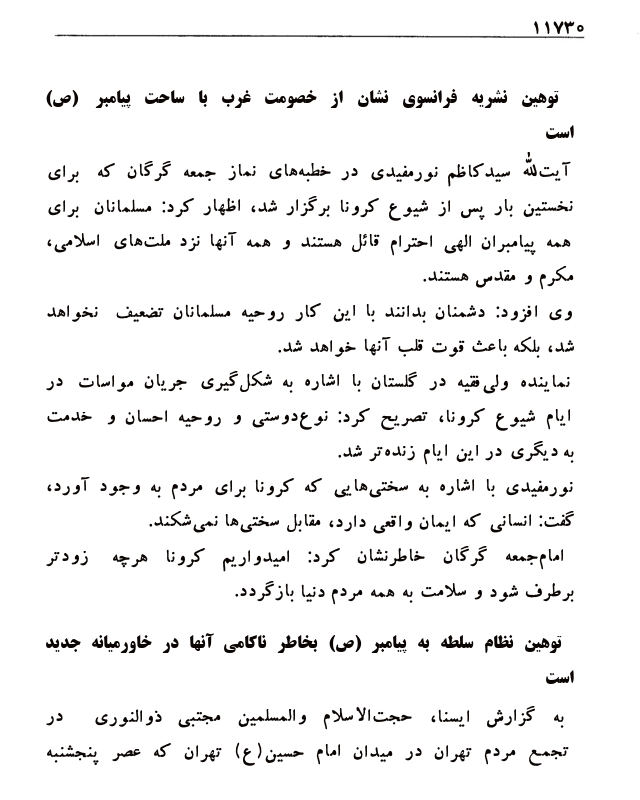 ۱۱۷۳۰
توهین نشریه فرانسوی نشان از خصومت غرب با ساحت پیامبر (ص)
است
آیت‌الله سیدکاظم نورمفیدی در خطبه‌های نماز جمعه گرگان که برای
نخستین بار پس از شیوع کرونا برگزار شد، اظهار کرد: مسلمانان برای
همه پیامبران الهی احترام قائل هستند و همه آنها نزد ملت‌های اسلامی،
مکرم و مقدس هستند.
وی افزود: دشمنان بدانند با این کار روحیه مسلمانان تضعیف نخواهد
شد، بلکه باعث قوت قلب آنها خواهد شد.
نماینده ولی‌فقیه در گلستان با اشاره به شکل‌گیری جریان مواسات در
ایام شیوع کرونا، تصریح کرد: نوع‌دوستی و روحیه احسان و خدمت
به دیگری در این ایام زنده‌تر شد.
نورمفیدی با اشاره به سختی‌هایی که کرونا برای مردم به وجود آورد،
گفت: انسانی که ایمان واقعی دارد، مقابل سختی‌ها نمی‌شکند.
امام‌جمعه گرگان خاطرنشان کرد: امیدواریم کرونا هرچه زودتر
برطرف شود و سلامت به همه مردم دنیا بازگردد.
توهین نظام سلطه به پیامبر (ص) بخاطر ناکامی آنها در خاورمیانه جدید
است
به گزارش ایسنا، حجت‌الاسلام والمسلمین مجتبی ذوالنوری در
تجمع مردم تهران در میدان امام حسین(ع) تهران که عصر پنجشنبه